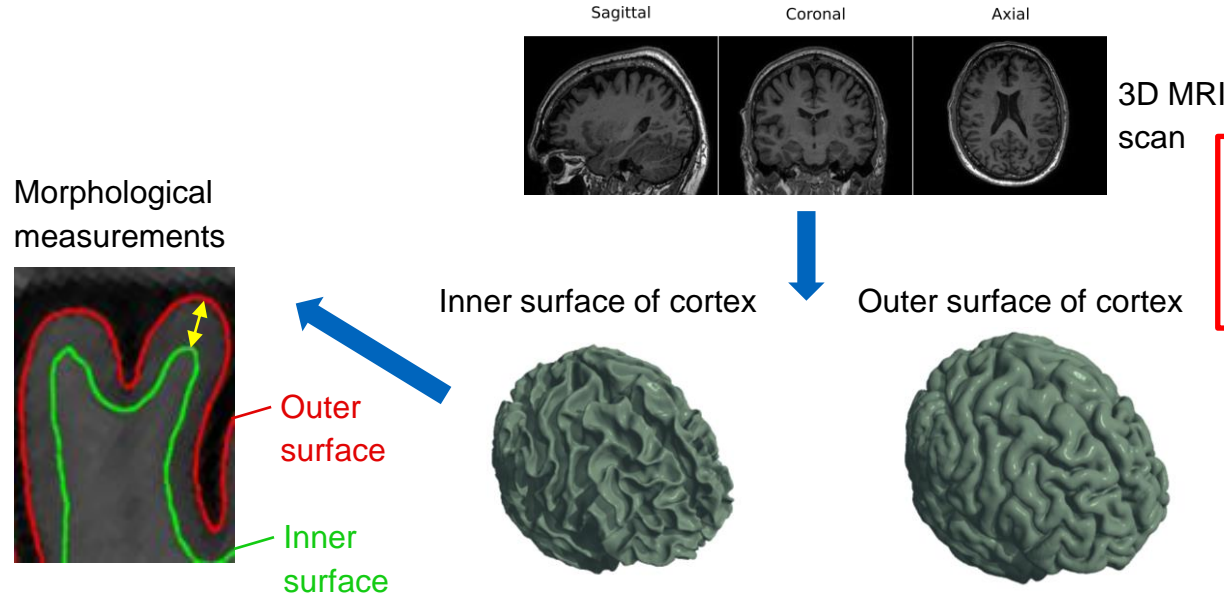 Sagittal
Coronal
Axial
3D MRI
scan
Morphological
measurements
Inner surface of cortex
Outer surface of cortex
Outer
surface
Inner
surface